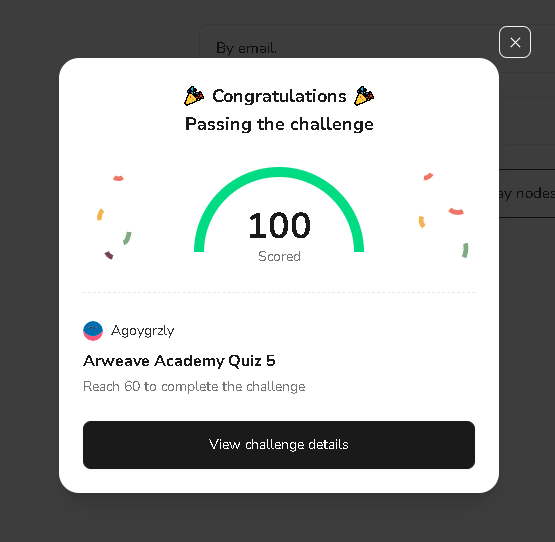 By email.
Congratulations
Passing the challenge
ay nodes
100
Scored
Agoygrzly
Arweave Academy Quiz 5
Reach 60 to complete the challenge
View challenge details